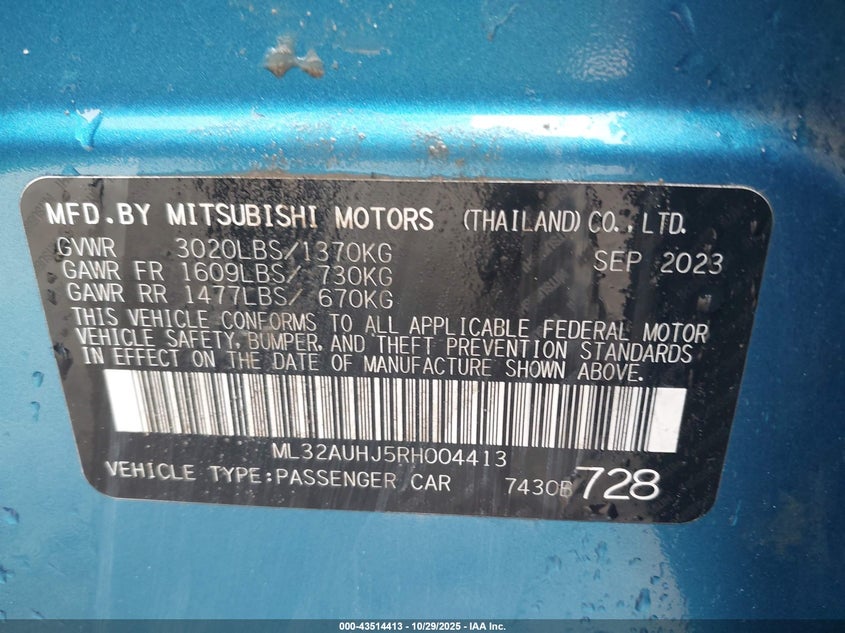 MFD.BY MITSUBISHI MOTORS (THAILAND) CO., LTD.
GVWR 3020LBS/1370KG SEP 2023
GAWR FR 1609LBS/ 730KG
GAWR RR 1477LBS/ 670KG
THIS VEHICLE CONFORMS TO ALL APPLICABLE FEDERAL MOTOR
VEHICLE SAFETY, BUMPER, AND THEFT PREVENTION STANDARDS
IN EFFECT ON THE DATE OF MANUFACTURE SHOWN ABOVE.
ML32AUHJ5RH004413
VEHICLE TYPE:PASSENGER CAR 7430B 728
000-43514413 - 10/29/2025 - IAA Inc.